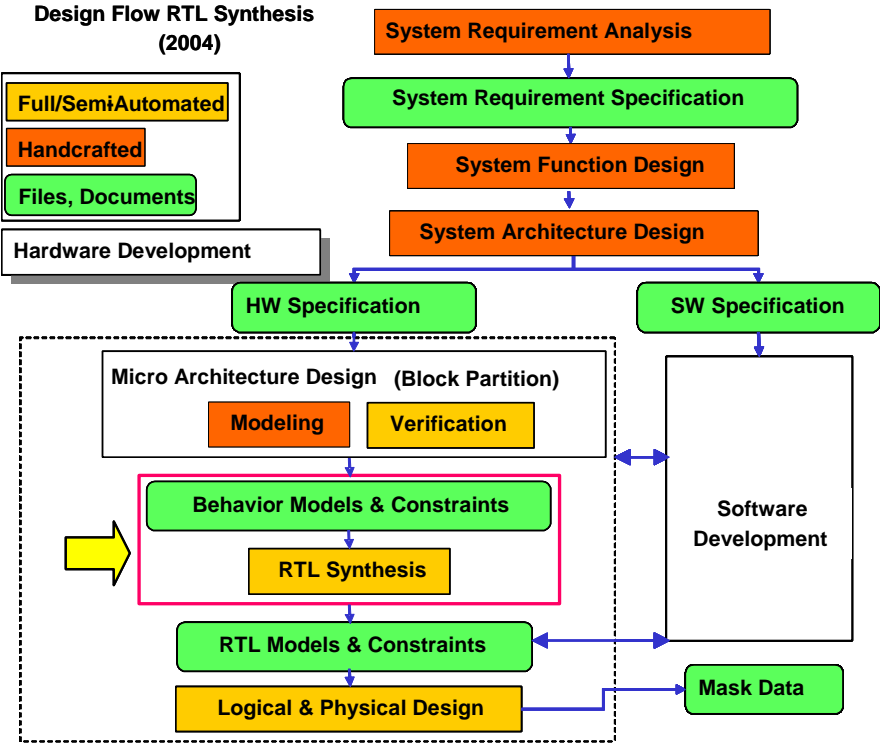 Design Flow RTL Synthesis
(2004)
Full/Semi-Automated
Handcrafted
Files, Documents
Hardware Development
System Requirement Analysis
System Requirement Specification
System Function Design
System Architecture Design
HW Specification
SW Specification
Micro Architecture Design (Block Partition)
Modeling
Verification
Behavior Models & Constraints
RTL Synthesis
Software
Development
RTL Models & Constraints
Logical & Physical Design
Mask Data